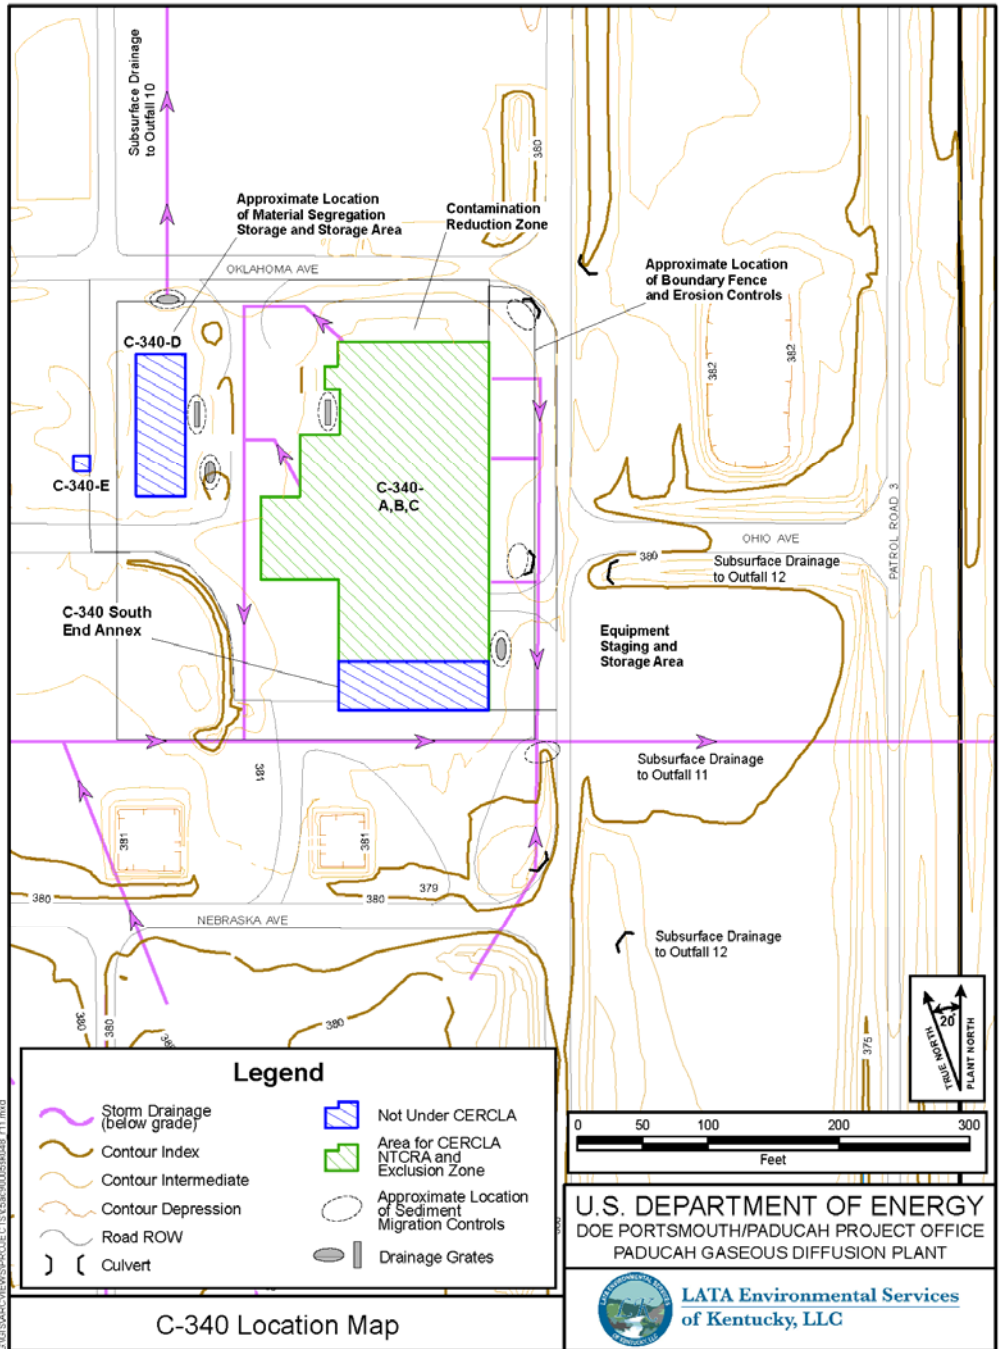 Subsurface Drainage
to Outfall 10
380
Approximate Location
of Material Segregation
Storage and Storage Area
Contamination
Reduction Zone
OKLAHOMA AVE
Approximate Location
of Boundary Fence
and Erosion Controls
C-340-D
382
382
C-340-E
C-340-
A,B,C
PATROL ROAD 3
OHIO AVE
380
Subsurface Drainage
to Outfall 12
C-340 South
End Annex
Equipment
Staging and
Storage Area
Subsurface Drainage
to Outfall 11
381
381
381
379
380
380
NEBRASKA AVE
Subsurface Drainage
to Outfall 12
380
380
380
375
20°
TRUE NORTH
PLANT NORTH
Legend
Storm Drainage
(below grade)
Contour Index
Contour Intermediate
Contour Depression
Road ROW
Culvert
Not Under CERCLA
Area for CERCLA
NTCRA and
Exclusion Zone
Approximate Location
of Sediment
Migration Controls
Drainage Grates
0 50 100 200 300
Feet
U.S. DEPARTMENT OF ENERGY
DOE PORTSMOUTH/PADUCAH PROJECT OFFICE
PADUCAH GASEOUS DIFFUSION PLANT
LATA Environmental Services
of Kentucky, LLC
C-340 Location Map